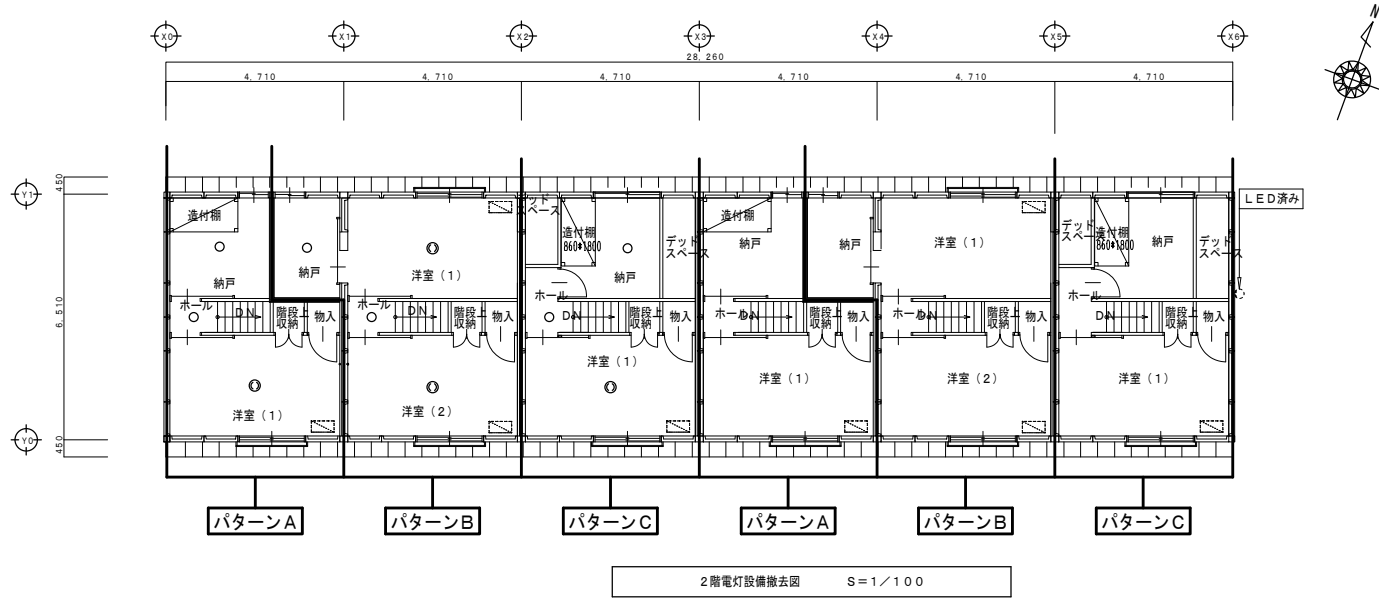 X0 X1 X2 X3 X4 X5 X6
N
28,260
4,710 4,710 4,710 4,710 4,710 4,710
Y1
450
6,510
450
Y0
LED済み
造付棚
納戸
納戸
ホール
DN
階段上
収納
物入
洋室(1)
洋室(1)
ホール
DN
階段上
収納
物入
洋室(2)
デッド
スペース
造付棚
860*1800
納戸
デッド
スペース
ホール
DN
階段上
収納
物入
洋室(1)
造付棚
納戸
納戸
ホール
DN
階段上
収納
物入
洋室(1)
洋室(1)
ホール
DN
階段上
収納
物入
洋室(2)
デッド
スペース
造付棚
860*1800
納戸
デッド
スペース
ホール
DN
階段上
収納
物入
洋室(1)
パターンA パターンB パターンC パターンA パターンB パターンC
2階電灯設備撤去図 S=1/100